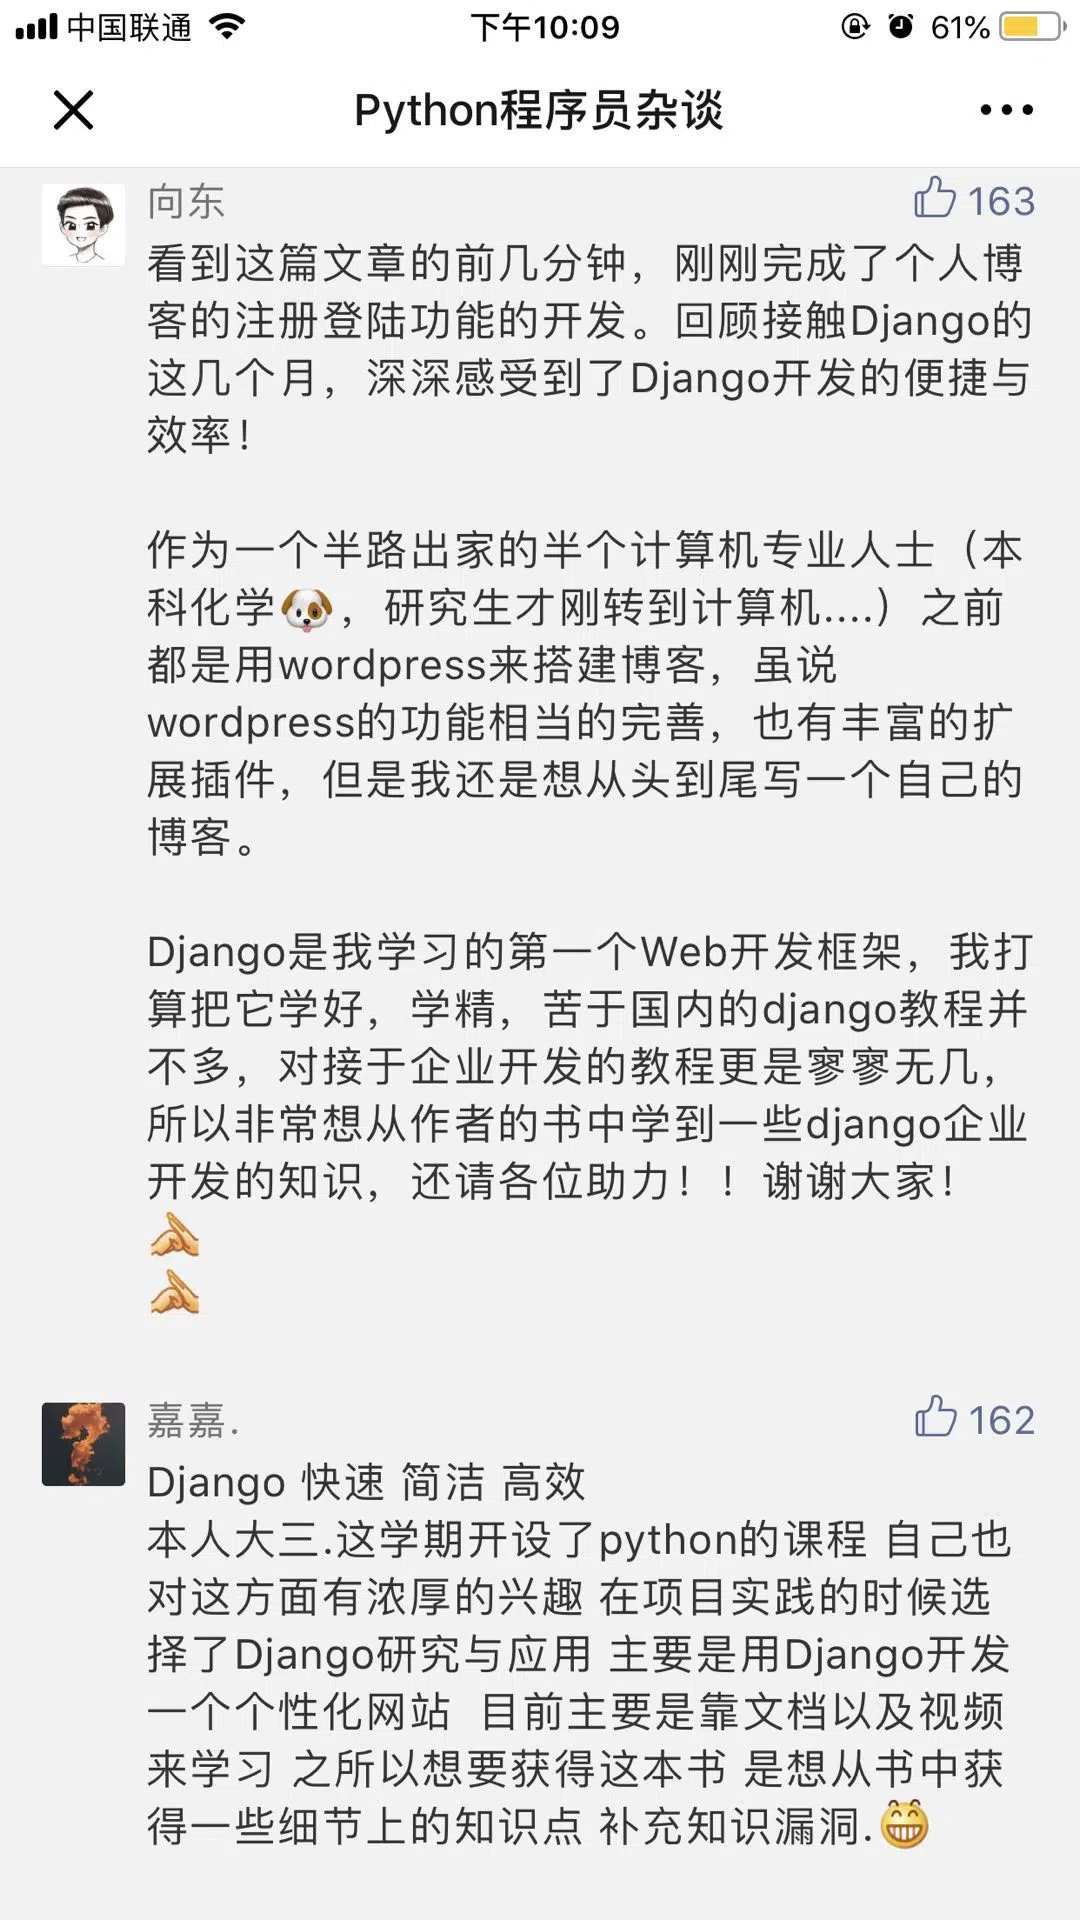 中国联通
下午10:09
61%
Python程序员杂谈
向东
163
看到这篇文章的前几分钟，刚刚完成了个人博
客的注册登陆功能的开发。回顾接触Django的
这几个月，深深感受到了Django开发的便捷与
效率！
作为一个半路出家的半个计算机专业人士（本
科化学🐶，研究生才刚转到计算机....）之前
都是用wordpress来搭建博客，虽说
wordpress的功能相当的完善，也有丰富的扩
展插件，但是我还是想从头到尾写一个自己的
博客。
Django是我学习的第一个Web开发框架，我打
算把它学好，学精，苦于国内的django教程并
不多，对接于企业开发的教程更是寥寥无几，
所以非常想从作者的书中学到一些django企业
开发的知识，还请各位助力！！谢谢大家！
嘉嘉.
162
Django 快速 简洁 高效
本人大三.这学期开设了python的课程 自己也
对这方面有浓厚的兴趣 在项目实践的时候选
择了Django研究与应用 主要是用Django开发
一个个性化网站 目前主要是靠文档以及视频
来学习 之所以想要获得这本书 是想从书中获
得一些细节上的知识点 补充知识漏洞.